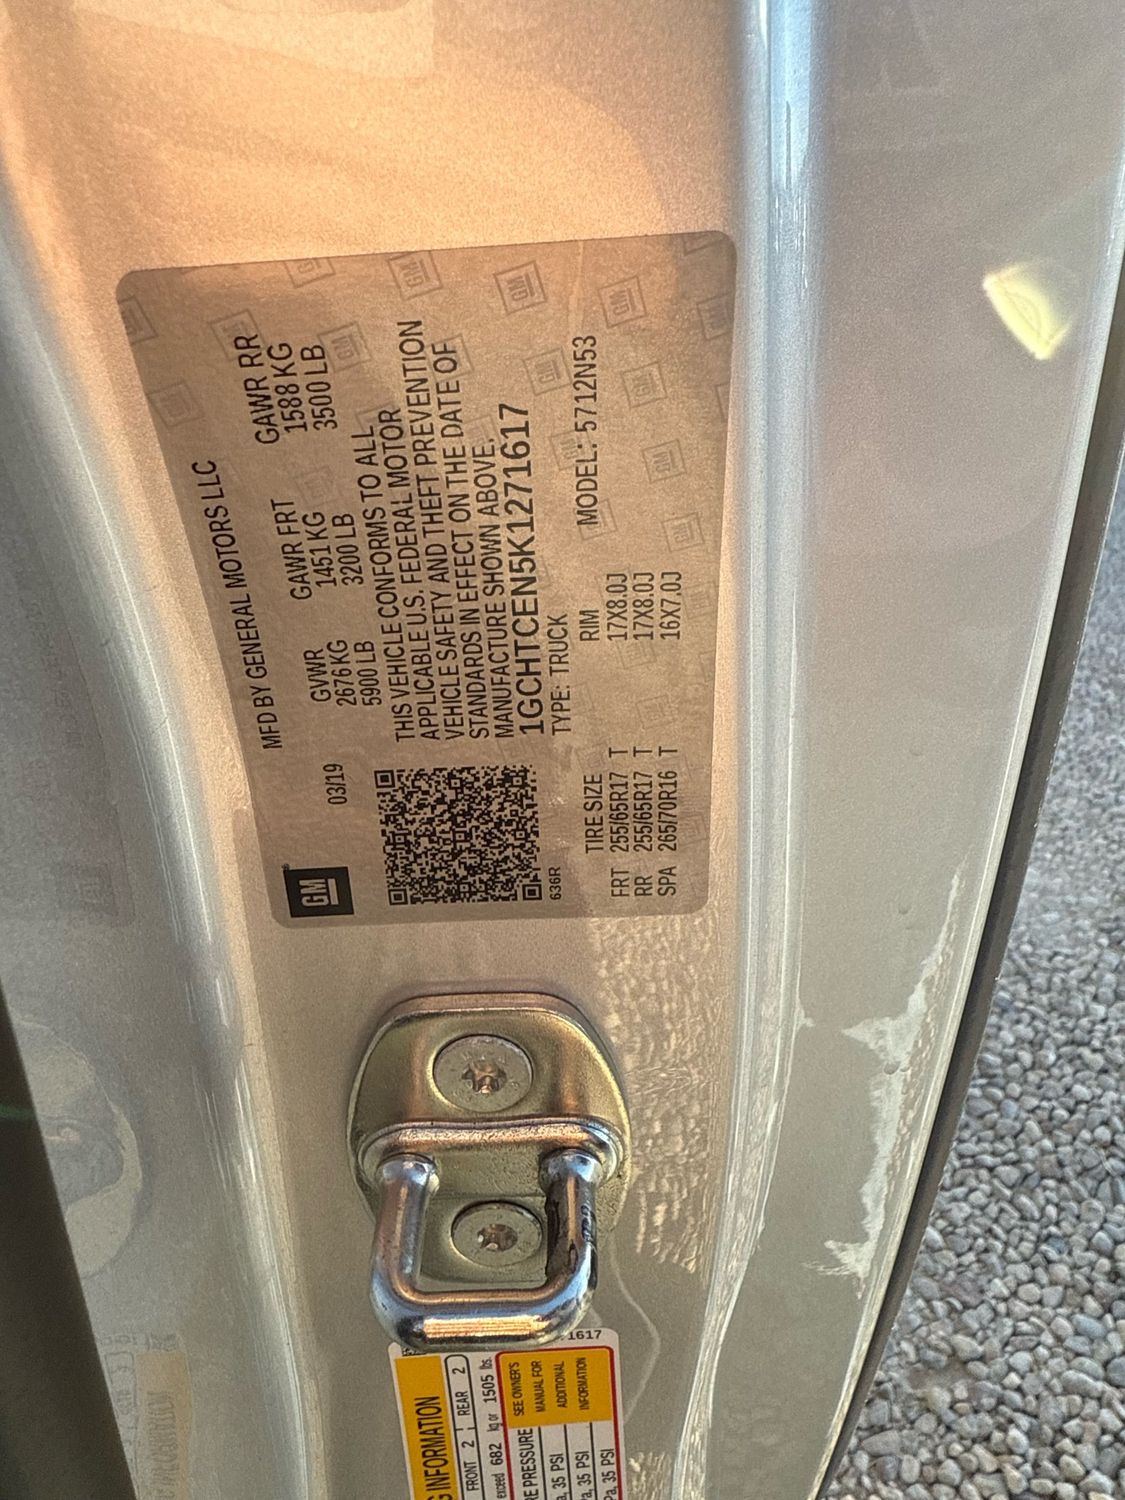 MFD BY GENERAL MOTORS LLC
GM
03/19
GVWR GAWR FRT GAWR RR
2676 KG 1451 KG 1588 KG
5900 LB 3200 LB 3500 LB
THIS VEHICLE CONFORMS TO ALL
APPLICABLE U.S. FEDERAL MOTOR
VEHICLE SAFETY AND THEFT PREVENTION
STANDARDS IN EFFECT ON THE DATE OF
MANUFACTURE SHOWN ABOVE.
1GCHTCEN5K1271617
636R TYPE: TRUCK MODEL: 5712N53
TIRE SIZE RIM
FRT 255/65R17 T 17X8.0J
RR 255/65R17 T 17X8.0J
SPA 265/70R16 T 16X7.0J
INFORMATION
FRONT 2 REAR 2
exceed 682 kg or 1505 lbs.
PRESSURE SEE OWNER'S
MANUAL FOR
ADDITIONAL
INFORMATION
35 PSI
35 PSI
35 PSI
1617